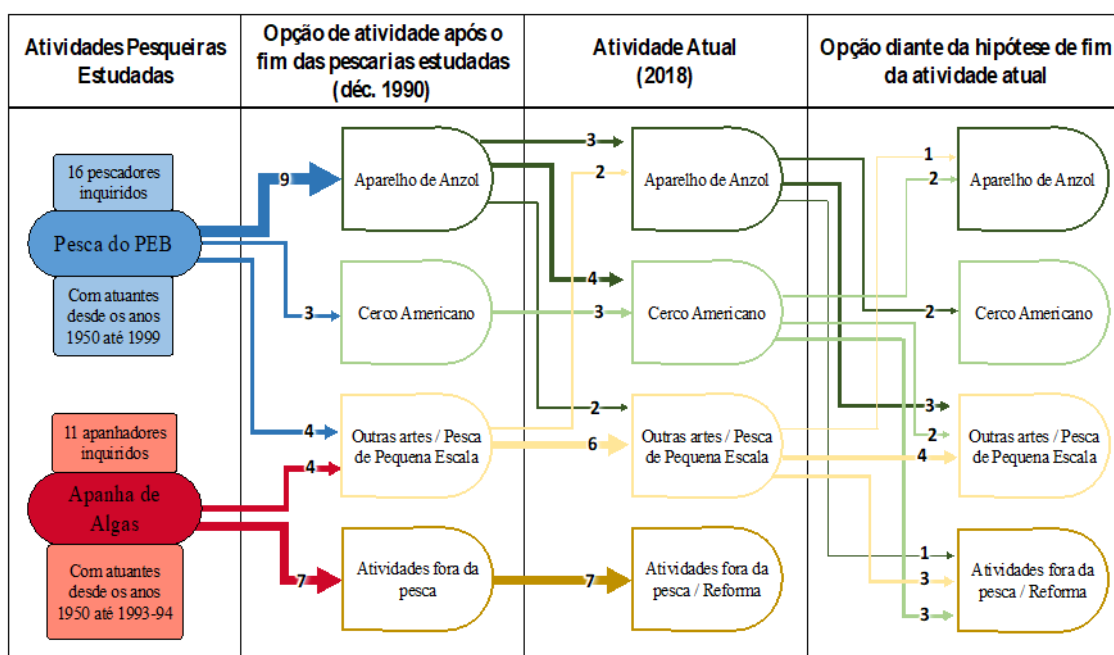 Atividades Pesqueiras
Estudadas
Opção de atividade após o
fim das pescarias estudadas
(déc. 1990)
Atividade Atual
(2018)
Opção diante da hipótese de fim
da atividade atual
16 pescadores
inquiridos
Pesca do PEB
Com atuantes
desde os anos
1950 até 1999
11 apanhadores
inquiridos
Apanha de
Algas
Com atuantes
desde os anos
1950 até 1993-94
9
3
4
4
7
Aparelho de Anzol
Cerco Americano
Outras artes / Pesca
de Pequena Escala
Atividades fora da
pesca
3
2
4
3
2
6
7
Aparelho de Anzol
Cerco Americano
Outras artes / Pesca
de Pequena Escala
Atividades fora da
pesca / Reforma
1
2
2
3
2
4
1
3
3
Aparelho de Anzol
Cerco Americano
Outras artes / Pesca
de Pequena Escala
Atividades fora da
pesca / Reforma